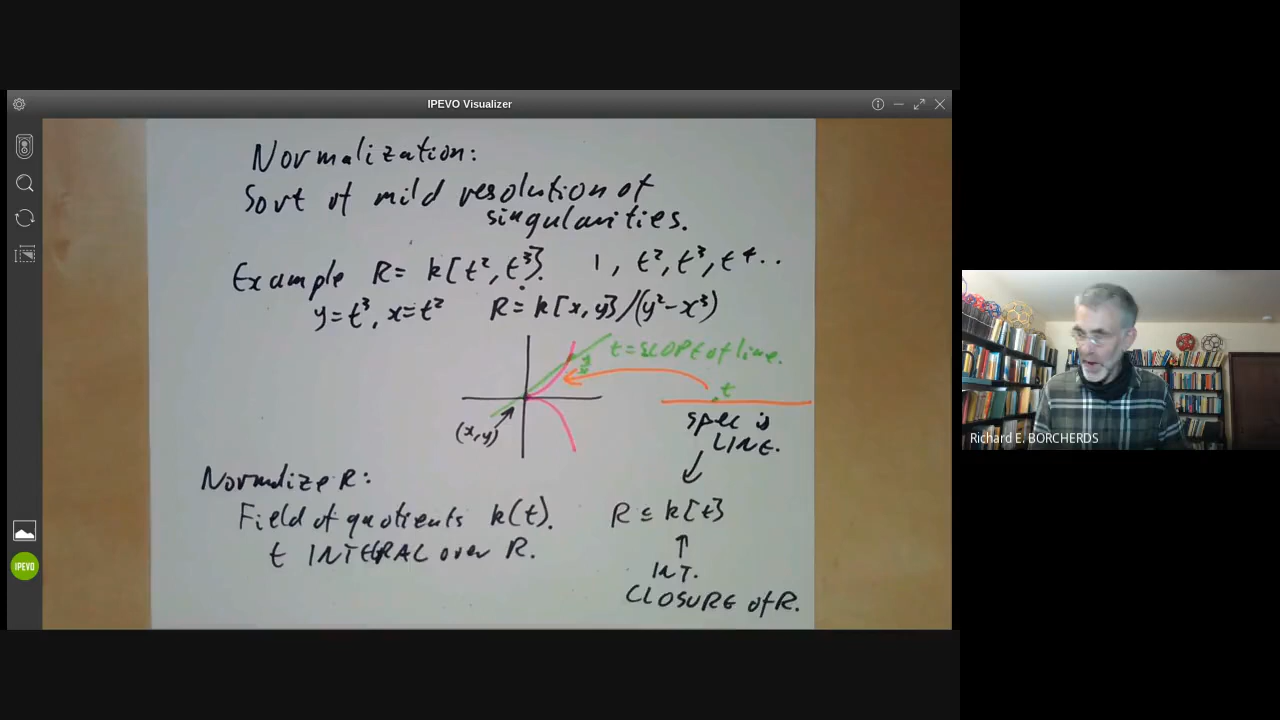 IPEVO Visualizer
Normalization:
Sort of mild resolution of
singularities.
Example R = k[t², t³]. 1, t², t³, t⁴..
y=t³, x=t² R = k[x, y]/(y²-x³)
t=SLOPE of line.
y/x
t
(x,y)
spec is
LINE.
Normalize R:
Field of quotients k(t). R ⊆ k[t]
t INTEGRAL over R.
INT.
CLOSURE of R.
IPEVO
Richard E. BORCHERDS